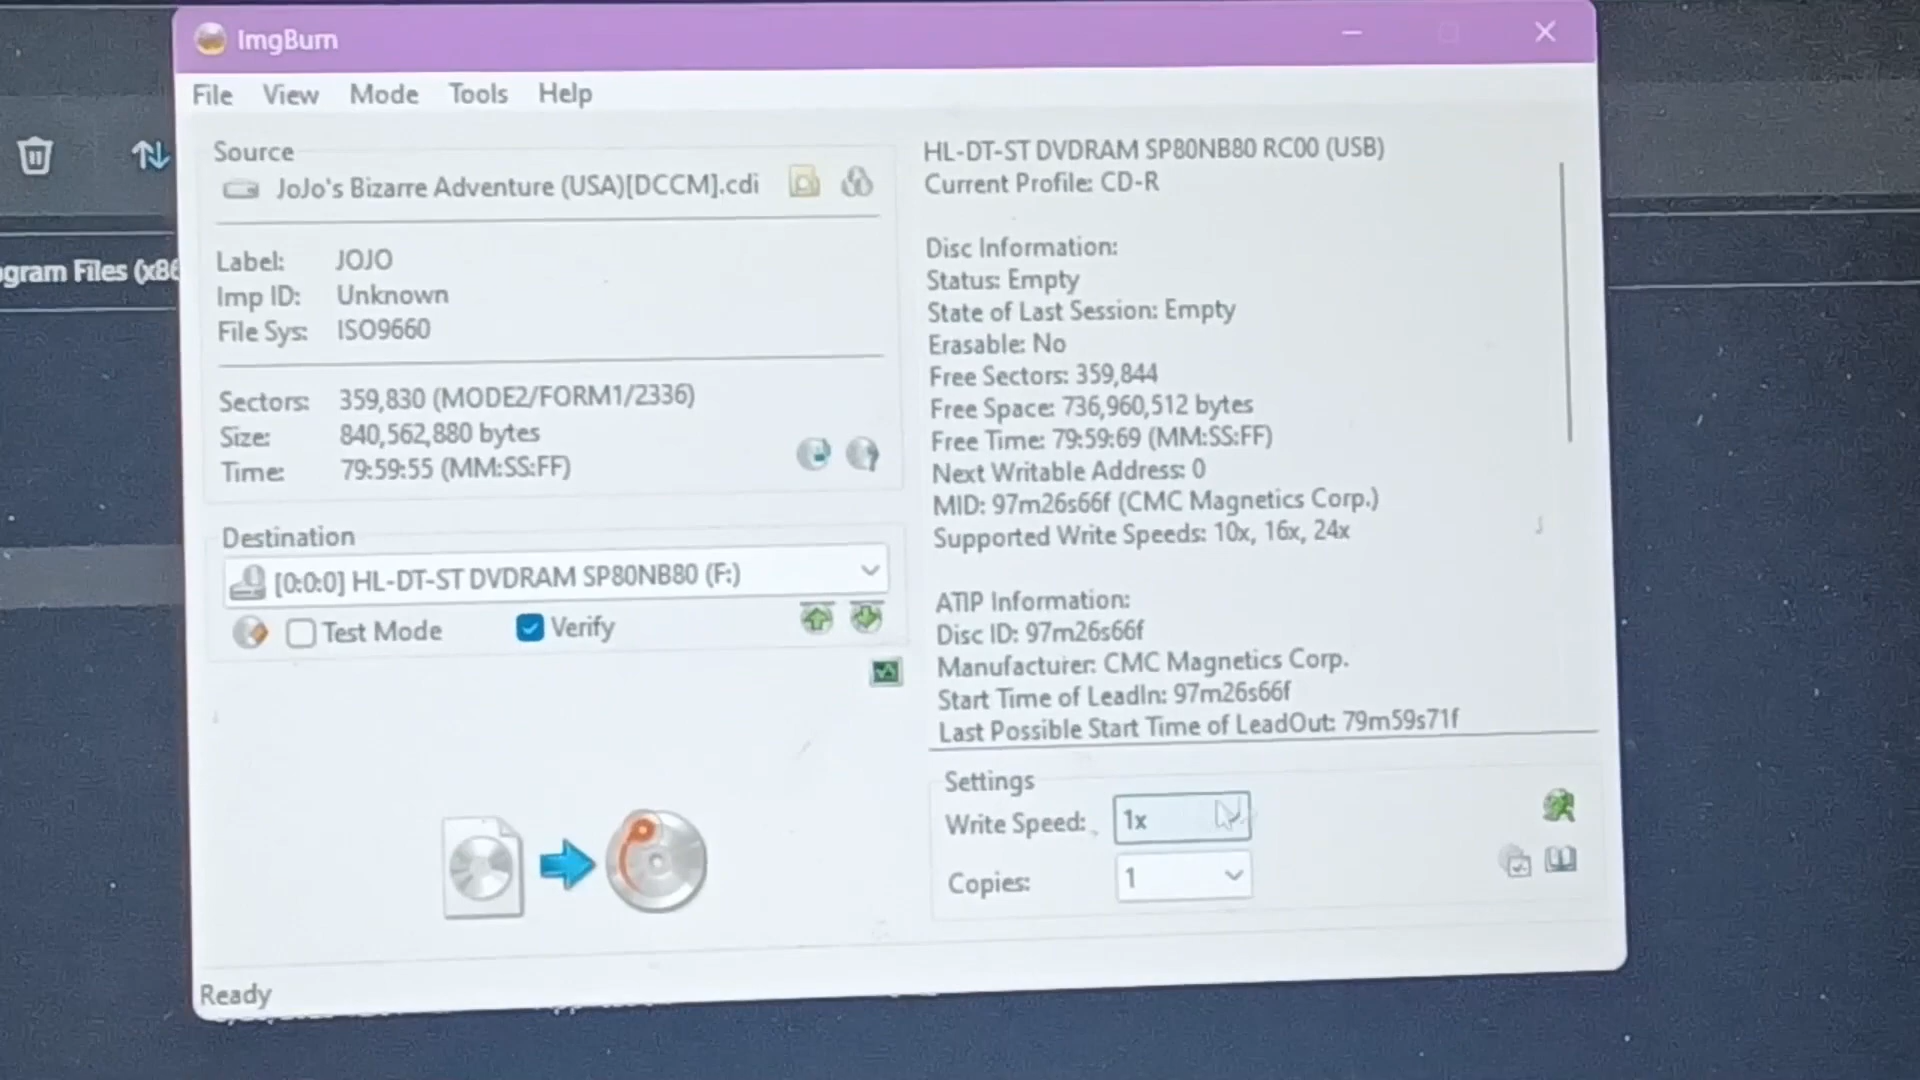 ImgBurn
File View Mode Tools Help
Source
JoJo's Bizarre Adventure (USA)[DCCM].cdi
Label: JOJO
Imp ID: Unknown
File Sys: ISO9660
Sectors: 359,830 (MODE2/FORM1/2336)
Size: 840,562,880 bytes
Time: 79:59:55 (MM:SS:FF)
Destination
[0:0:0] HL-DT-ST DVDRAM SP80NB80 (F:)
Test Mode Verify
HL-DT-ST DVDRAM SP80NB80 RC00 (USB)
Current Profile: CD-R
Disc Information:
Status: Empty
State of Last Session: Empty
Erasable: No
Free Sectors: 359,844
Free Space: 736,960,512 bytes
Free Time: 79:59:69 (MM:SS:FF)
Next Writable Address: 0
MID: 97m26s66f (CMC Magnetics Corp.)
Supported Write Speeds: 10x, 16x, 24x
ATIP Information:
Disc ID: 97m26s66f
Manufacturer: CMC Magnetics Corp.
Start Time of LeadIn: 97m26s66f
Last Possible Start Time of LeadOut: 79m59s71f
Settings
Write Speed: 1x
Copies: 1
Ready
ogram Files (x86